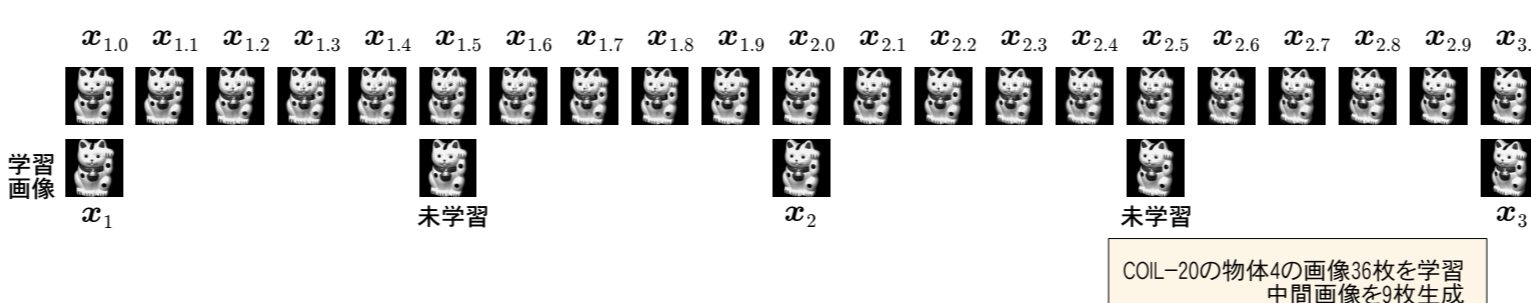 x1.0 x1.1 x1.2 x1.3 x1.4 x1.5 x1.6 x1.7 x1.8 x1.9 x2.0 x2.1 x2.2 x2.3 x2.4 x2.5 x2.6 x2.7 x2.8 x2.9 x3.
学習
画像
x1 未学習 x2 未学習 x3
COIL-20の物体4の画像36枚を学習
中間画像を9枚生成